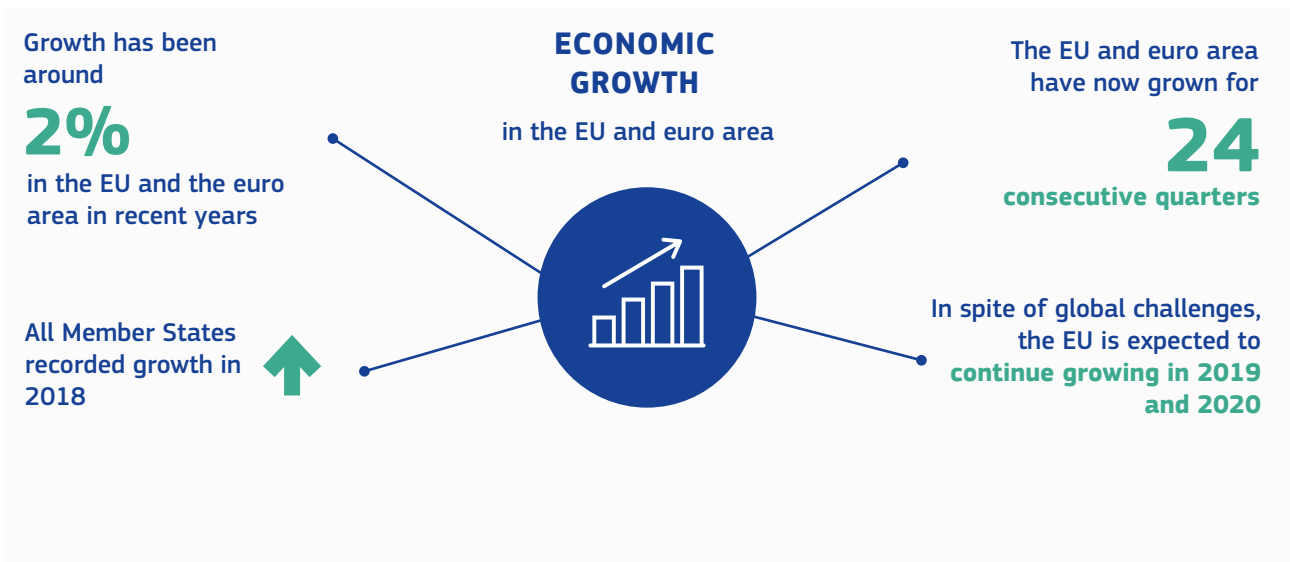 ECONOMIC
GROWTH
in the EU and euro area
Growth has been
around
2%
in the EU and the euro
area in recent years
The EU and euro area
have now grown for
24
consecutive quarters
All Member States
recorded growth in
2018
In spite of global challenges,
the EU is expected to
continue growing in 2019
and 2020